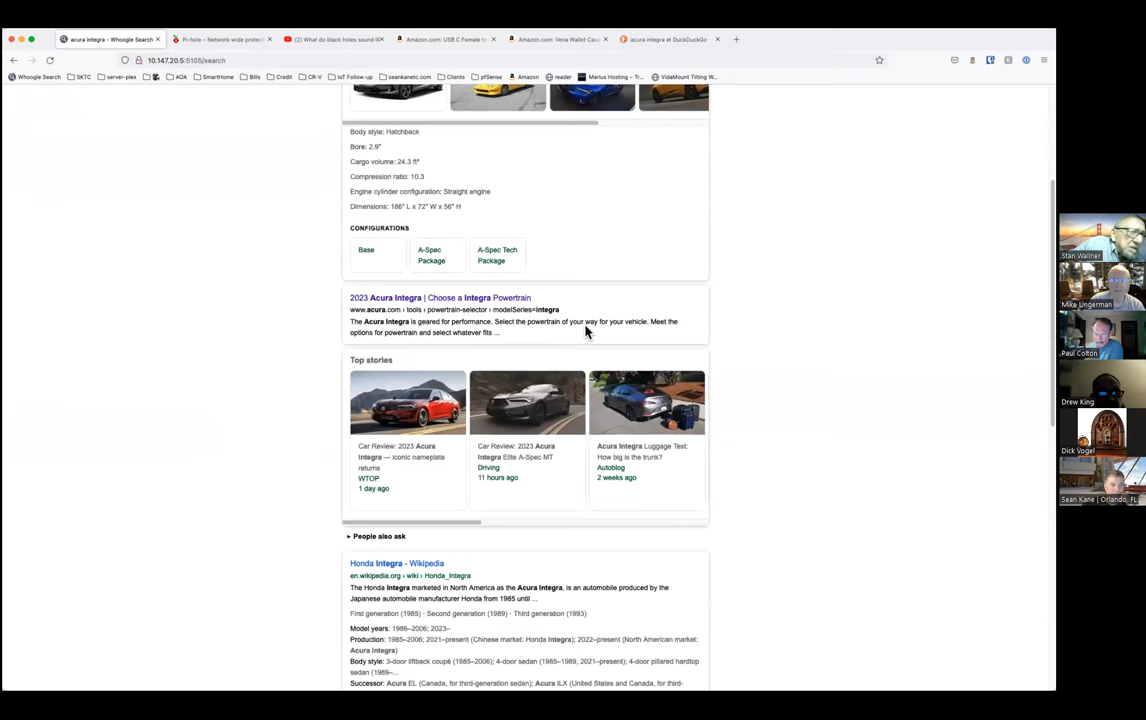 acura integra - Whoogle Search
Pi-hole – Network-wide protect
(2) What do black holes sound lik
Amazon.com: USB C Female to
Amazon.com: Vena Wallet Case
acura integra at DuckDuckGo
10.147.20.5:5105/search
Whoogle Search
SKTC
server-plex
AOA
SmartHome
Bills
Credit
CR-V
IoT Follow-up
seankanetc.com
Clients
pfSense
Amazon
reader
Marius Hosting – Tr...
VidaMount Tilting W...
Body style: Hatchback
Bore: 2.9"
Cargo volume: 24.3 ft³
Compression ratio: 10.3
Engine cylinder configuration: Straight engine
Dimensions: 186" L x 72" W x 56" H
CONFIGURATIONS
Base
A-Spec
Package
A-Spec Tech
Package
2023 Acura Integra | Choose a Integra Powertrain
www.acura.com › tools › powertrain-selector › modelSeries=integra
The Acura Integra is geared for performance. Select the powertrain of your way for your vehicle. Meet the
options for powertrain and select whatever fits ...
Top stories
Car Review: 2023 Acura
Integra — iconic nameplate
returns
WTOP
1 day ago
Car Review: 2023 Acura
Integra Elite A-Spec MT
Driving
11 hours ago
Acura Integra Luggage Test:
How big is the trunk?
Autoblog
2 weeks ago
People also ask
Honda Integra - Wikipedia
en.wikipedia.org › wiki › Honda_Integra
The Honda Integra marketed in North America as the Acura Integra, is an automobile produced by the
Japanese automobile manufacturer Honda from 1985 until ...
First generation (1985) · Second generation (1989) · Third generation (1993)
Model years: 1986–2006; 2023–
Production: 1985–2006; 2021–present (Chinese market: Honda Integra); 2022–present (North American market:
Acura Integra)
Body style: 3-door liftback coupé (1985–2006); 4-door sedan (1985–1989, 2021–present); 4-door pillared hardtop
sedan (1989–...
Successor: Acura EL (Canada, for third-generation sedan); Acura ILX (United States and Canada, for third-
Stan Wallner
Mike Ungerman
Paul Colton
Drew King
Dick Vogel
Sean Kane | Orlando, FL